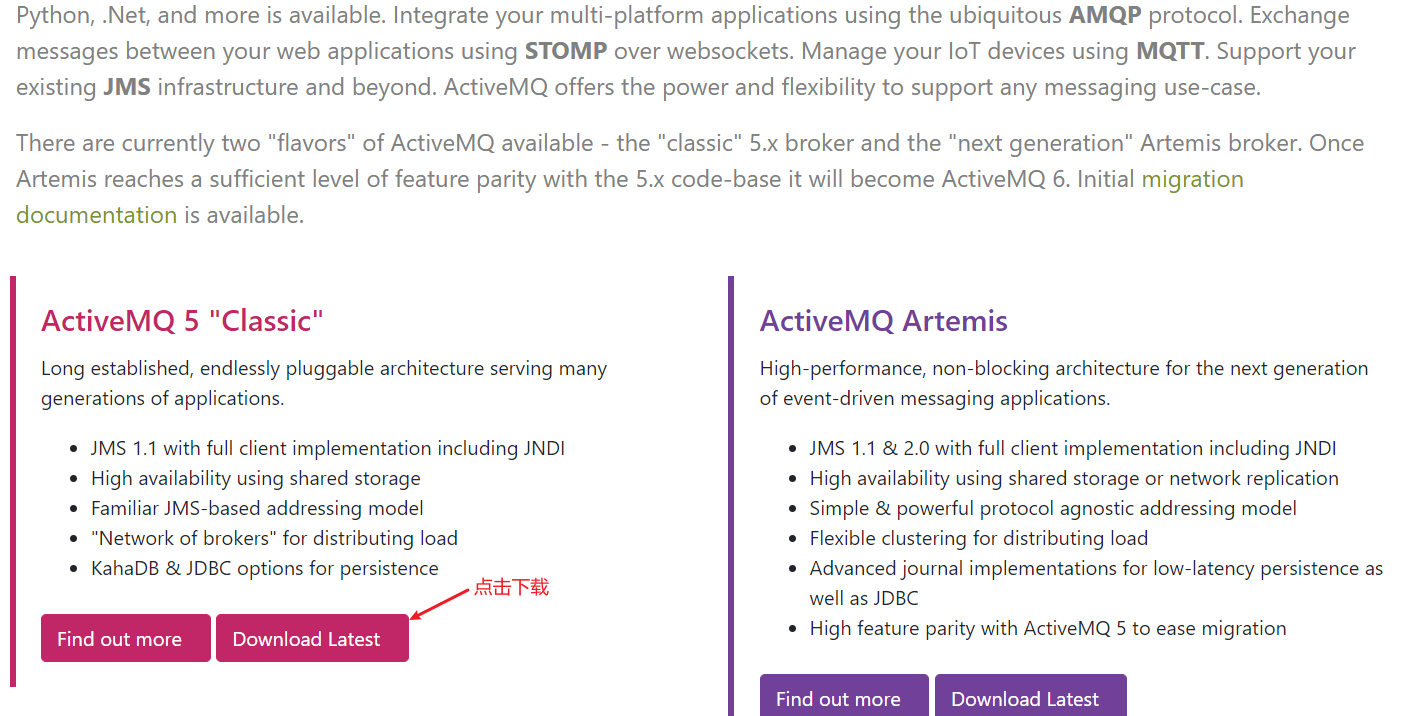 Python, .Net, and more is available. Integrate your multi-platform applications using the ubiquitous AMQP protocol. Exchange
messages between your web applications using STOMP over websockets. Manage your IoT devices using MQTT. Support your
existing JMS infrastructure and beyond. ActiveMQ offers the power and flexibility to support any messaging use-case.
There are currently two "flavors" of ActiveMQ available - the "classic" 5.x broker and the "next generation" Artemis broker. Once
Artemis reaches a sufficient level of feature parity with the 5.x code-base it will become ActiveMQ 6. Initial migration
documentation is available.
ActiveMQ 5 "Classic"
Long established, endlessly pluggable architecture serving many
generations of applications.
JMS 1.1 with full client implementation including JNDI
High availability using shared storage
Familiar JMS-based addressing model
"Network of brokers" for distributing load
KahaDB & JDBC options for persistence
点击下载
Find out more
Download Latest
ActiveMQ Artemis
High-performance, non-blocking architecture for the next generation
of event-driven messaging applications.
JMS 1.1 & 2.0 with full client implementation including JNDI
High availability using shared storage or network replication
Simple & powerful protocol agnostic addressing model
Flexible clustering for distributing load
Advanced journal implementations for low-latency persistence as
well as JDBC
High feature parity with ActiveMQ 5 to ease migration
Find out more
Download Latest